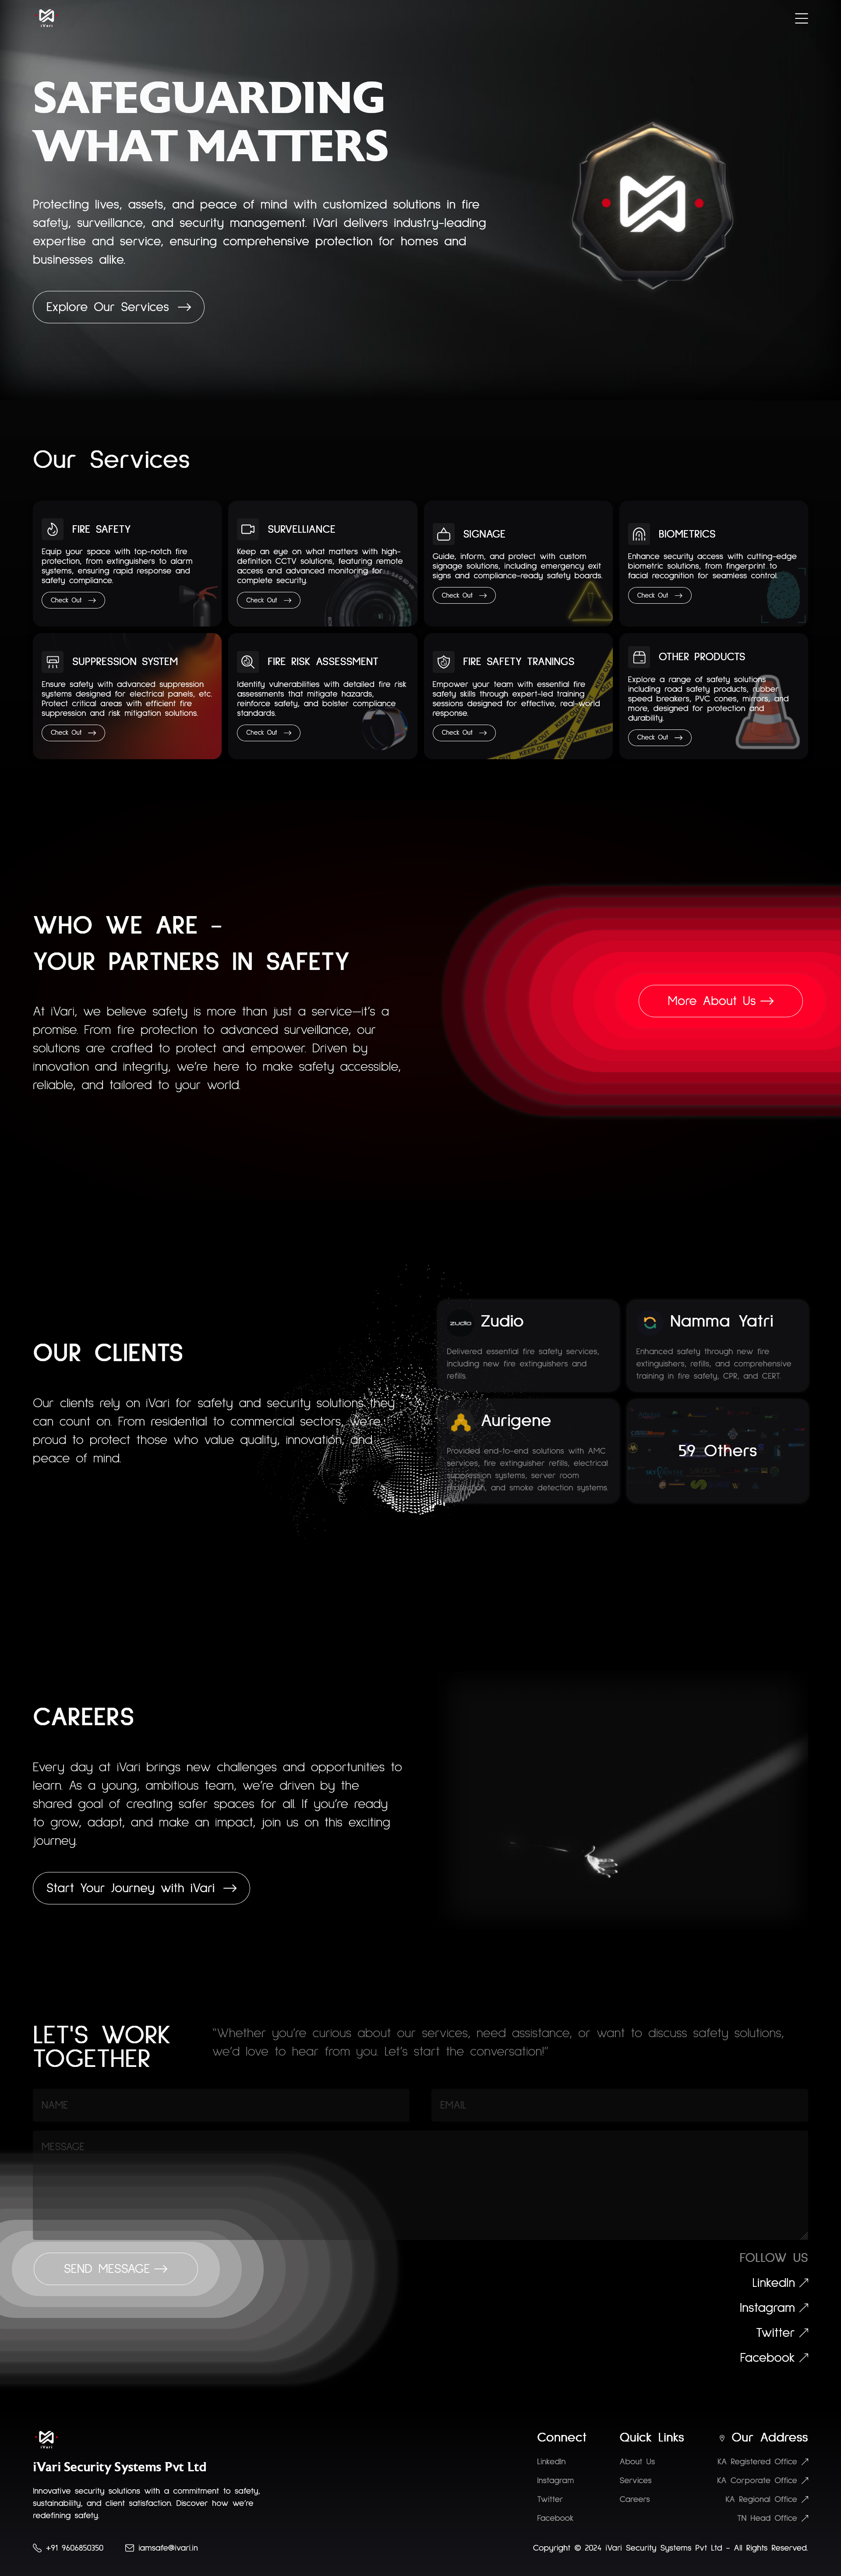 iVari
SAFEGUARDING
WHAT MATTERS
Protecting lives, assets, and peace of mind with customized solutions in fire
safety, surveillance, and security management. iVari delivers industry-leading
expertise and service, ensuring comprehensive protection for homes and
businesses alike.
Explore Our Services
Our Services
FIRE SAFETY
Equip your space with top-notch fire
protection, from extinguishers to alarm
systems, ensuring rapid response and
safety compliance.
Check Out
SURVELLIANCE
Keep an eye on what matters with high-
definition CCTV solutions, featuring remote
access and advanced monitoring for
complete security.
Check Out
SIGNAGE
Guide, inform, and protect with custom
signage solutions, including emergency exit
signs and compliance-ready safety boards.
Check Out
BIOMETRICS
Enhance security access with cutting-edge
biometric solutions, from fingerprint to
facial recognition for seamless control.
Check Out
SUPPRESSION SYSTEM
Ensure safety with advanced suppression
systems designed for electrical panels, etc.
Protect critical areas with efficient fire
suppression and risk mitigation solutions.
Check Out
FIRE RISK ASSESSMENT
Identify vulnerabilities with detailed fire risk
assessments that mitigate hazards,
reinforce safety, and bolster compliance
standards.
Check Out
FIRE SAFETY TRANINGS
Empower your team with essential fire
safety skills through expert-led training
sessions designed for effective, real-world
response.
Check Out
KEEP OUT
OTHER PRODUCTS
Explore a range of safety solutions
including road safety products, rubber
speed breakers, PVC cones, mirrors, and
more, designed for protection and
durability.
Check Out
WHO WE ARE -
YOUR PARTNERS IN SAFETY
At iVari, we believe safety is more than just a service—it's a
promise. From fire protection to advanced surveillance, our
solutions are crafted to protect and empower. Driven by
innovation and integrity, we're here to make safety accessible,
reliable, and tailored to your world.
More About Us
OUR CLIENTS
Our clients rely on iVari for safety and security solutions they
can count on. From residential to commercial sectors, we're
proud to protect those who value quality, innovation, and
peace of mind.
ZUDIO
Zudio
Delivered essential fire safety services,
including new fire extinguishers and
refills.
Namma Yatri
Enhanced safety through new fire
extinguishers, refills, and comprehensive
training in fire safety, CPR, and CERT.
Aurigene
Provided end-to-end solutions with AMC
services, fire extinguisher refills, electrical
suppression systems, server room
protection, and smoke detection systems.
59 Others
CAREERS
Every day at iVari brings new challenges and opportunities to
learn. As a young, ambitious team, we're driven by the
shared goal of creating safer spaces for all. If you're ready
to grow, adapt, and make an impact, join us on this exciting
journey.
Start Your Journey with iVari
LET'S WORK
TOGETHER
"Whether you're curious about our services, need assistance, or want to discuss safety solutions,
we'd love to hear from you. Let's start the conversation!"
NAME
EMAIL
MESSAGE
SEND MESSAGE
FOLLOW US
LinkedIn
Instagram
Twitter
Facebook
iVari
iVari Security Systems Pvt Ltd
Innovative security solutions with a commitment to safety,
sustainability, and client satisfaction. Discover how we're
redefining safety.
+91 9606850350
iamsafe@ivari.in
Connect
LinkedIn
Instagram
Twitter
Facebook
Quick Links
About Us
Services
Careers
Our Address
KA Registered Office
KA Corporate Office
KA Regional Office
TN Head Office
Copyright © 2024 iVari Security Systems Pvt Ltd - All Rights Reserved.